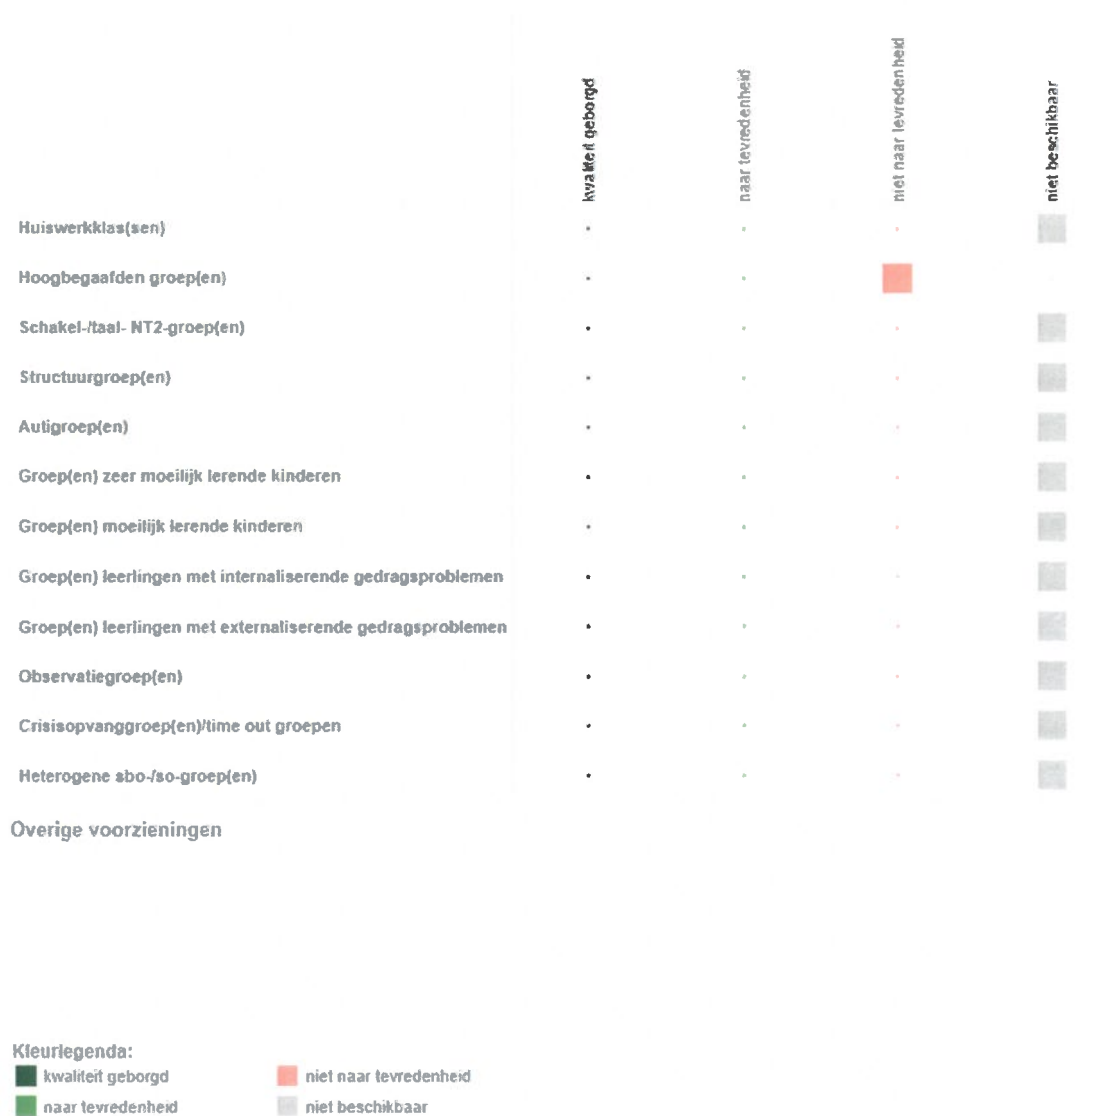 kwaliteit geborgd
naar tevredenheid
niet naar tevredenheid
niet beschikbaar
Huiswerkklas(sen)
Hoogbegaafden groep(en)
Schakel-/taal- NT2-groep(en)
Structuurgroep(en)
Autigroep(en)
Groep(en) zeer moeilijk lerende kinderen
Groep(en) moeilijk lerende kinderen
Groep(en) leerlingen met internaliserende gedragsproblemen
Groep(en) leerlingen met externaliserende gedragsproblemen
Observatiegroep(en)
Crisisopvanggroep(en)/time out groepen
Heterogene sbo-/so-groep(en)
Overige voorzieningen
Kleurlegenda:
kwaliteit geborgd niet naar tevredenheid
naar tevredenheid niet beschikbaar